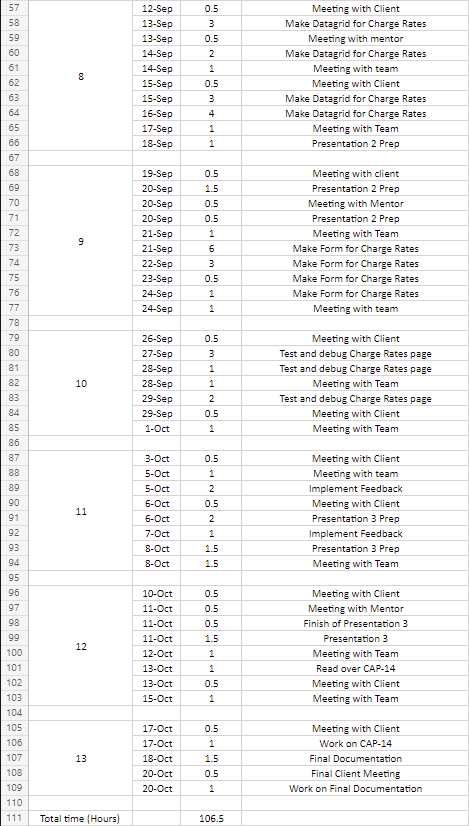 57 12-Sep 0.5 Meeting with Client
58 13-Sep 3 Make Datagrid for Charge Rates
59 13-Sep 0.5 Meeting with mentor
60 14-Sep 2 Make Datagrid for Charge Rates
61 14-Sep 1 Meeting with team
62 8 15-Sep 0.5 Meeting with Client
63 15-Sep 3 Make Datagrid for Charge Rates
64 16-Sep 4 Make Datagrid for Charge Rates
65 17-Sep 1 Meeting with Team
66 18-Sep 1 Presentation 2 Prep
67
68 19-Sep 0.5 Meeting with client
69 20-Sep 1.5 Presentation 2 Prep
70 20-Sep 0.5 Meeting with Mentor
71 20-Sep 0.5 Presentation 2 Prep
72 21-Sep 1 Meeting with Team
73 9 21-Sep 6 Make Form for Charge Rates
74 22-Sep 3 Make Form for Charge Rates
75 23-Sep 0.5 Make Form for Charge Rates
76 24-Sep 1 Make Form for Charge Rates
77 24-Sep 1 Meeting with team
78
79 26-Sep 0.5 Meeting with Client
80 27-Sep 3 Test and debug Charge Rates page
81 28-Sep 1 Test and debug Charge Rates page
82 10 28-Sep 1 Meeting with Team
83 29-Sep 2 Test and debug Charge Rates page
84 29-Sep 0.5 Meeting with Client
85 1-Oct 1 Meeting with Team
86
87 3-Oct 0.5 Meeting with Client
88 5-Oct 1 Meeting with team
89 5-Oct 2 Implement Feedback
90 11 6-Oct 0.5 Meeting with Client
91 6-Oct 2 Presentation 3 Prep
92 7-Oct 1 Implement Feedback
93 8-Oct 1.5 Presentation 3 Prep
94 8-Oct 1.5 Meeting with Team
95
96 10-Oct 0.5 Meeting with Client
97 11-Oct 0.5 Meeting with Mentor
98 11-Oct 0.5 Finish of Presentation 3
99 11-Oct 1.5 Presentation 3
100 12 12-Oct 1 Meeting with Team
101 13-Oct 1 Read over CAP-14
102 13-Oct 0.5 Meeting with Client
103 15-Oct 1 Meeting with Team
104
105 17-Oct 0.5 Meeting with Client
106 17-Oct 1 Work on CAP-14
107 13 18-Oct 1.5 Final Documentation
108 20-Oct 0.5 Final Client Meeting
109 20-Oct 1 Work on Final Documentation
110
111 Total time (Hours) 106.5